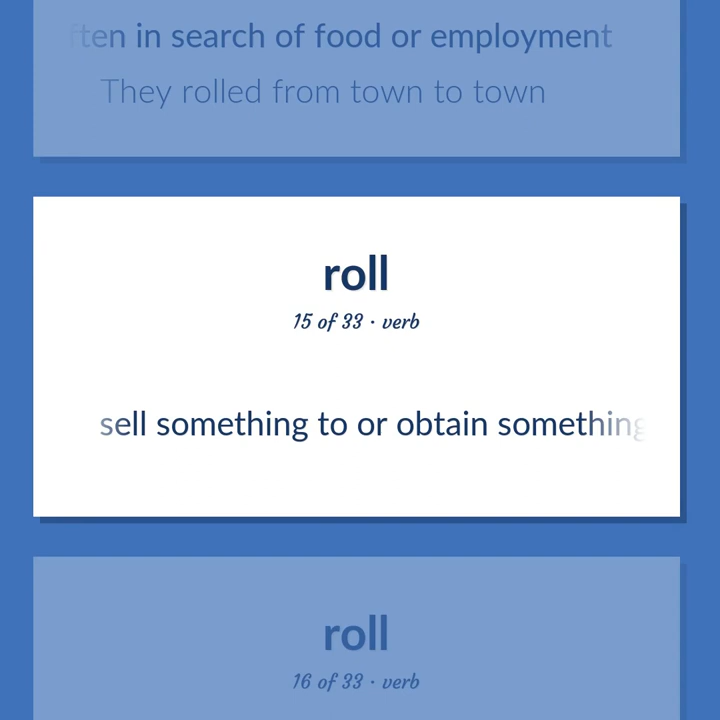 ften in search of food or employment
They rolled from town to town
roll
15 of 33 · verb
sell something to or obtain something
roll
16 of 33 · verb